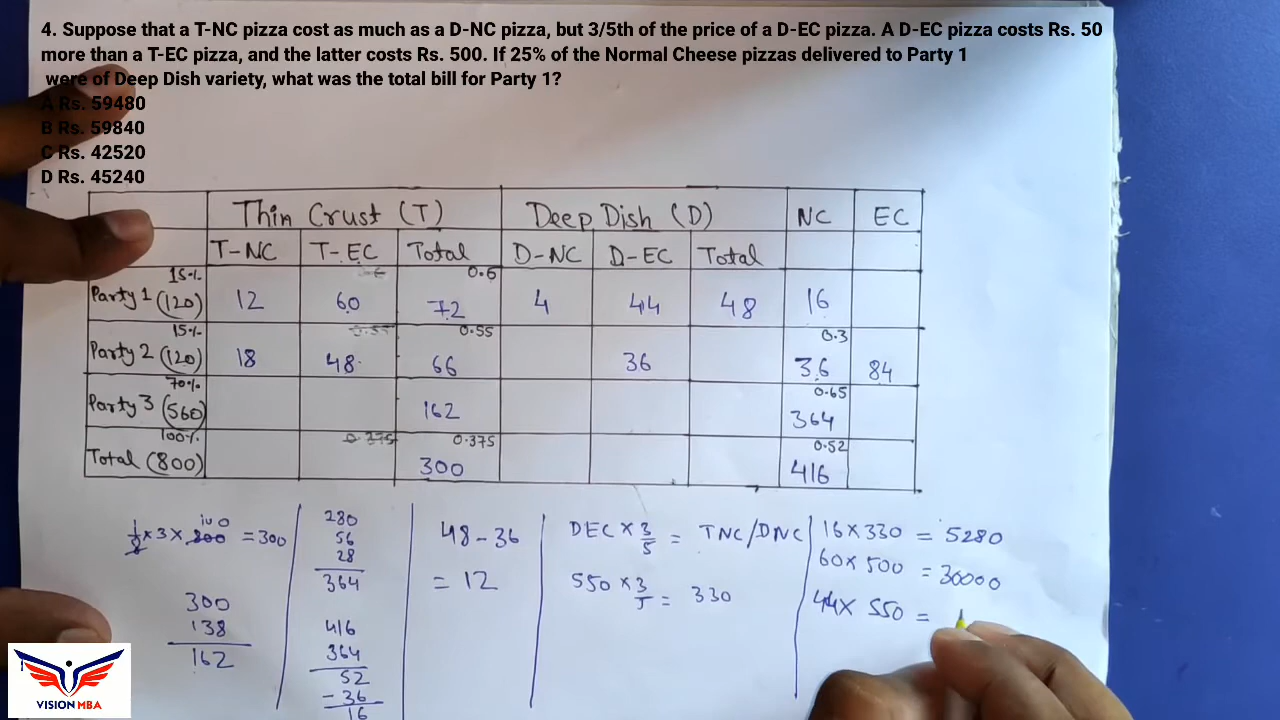 4. Suppose that a T-NC pizza cost as much as a D-NC pizza, but 3/5th of the price of a D-EC pizza. A D-EC pizza costs Rs. 50
more than a T-EC pizza, and the latter costs Rs. 500. If 25% of the Normal Cheese pizzas delivered to Party 1
were of Deep Dish variety, what was the total bill for Party 1?
A Rs. 59480
B Rs. 59840
C Rs. 42520
D Rs. 45240
Thin Crust (T) Deep Dish (D) NC EC
T-NC T-EC Total D-NC D-EC Total
15% 0.6
Party 1 (120) 12 60 72 4 44 48 16
15% 0.55 0.55 0.3
Party 2 (120) 18 48 66 36 36 84
70% 0.65
Party 3 (560) 162 364
100% 0.375 0.375 0.52
Total (800) 300 416
1/8 × 3 × 800 = 300
100
300
138
162
280
56
28
364
416
364
52
- 36
16
48 - 36
= 12
DEC × 3/5 = TNC/DNC
550 × 3/5 = 330
16 × 330 = 5280
60 × 500 = 30000
44 × 550 =
VISION MBA